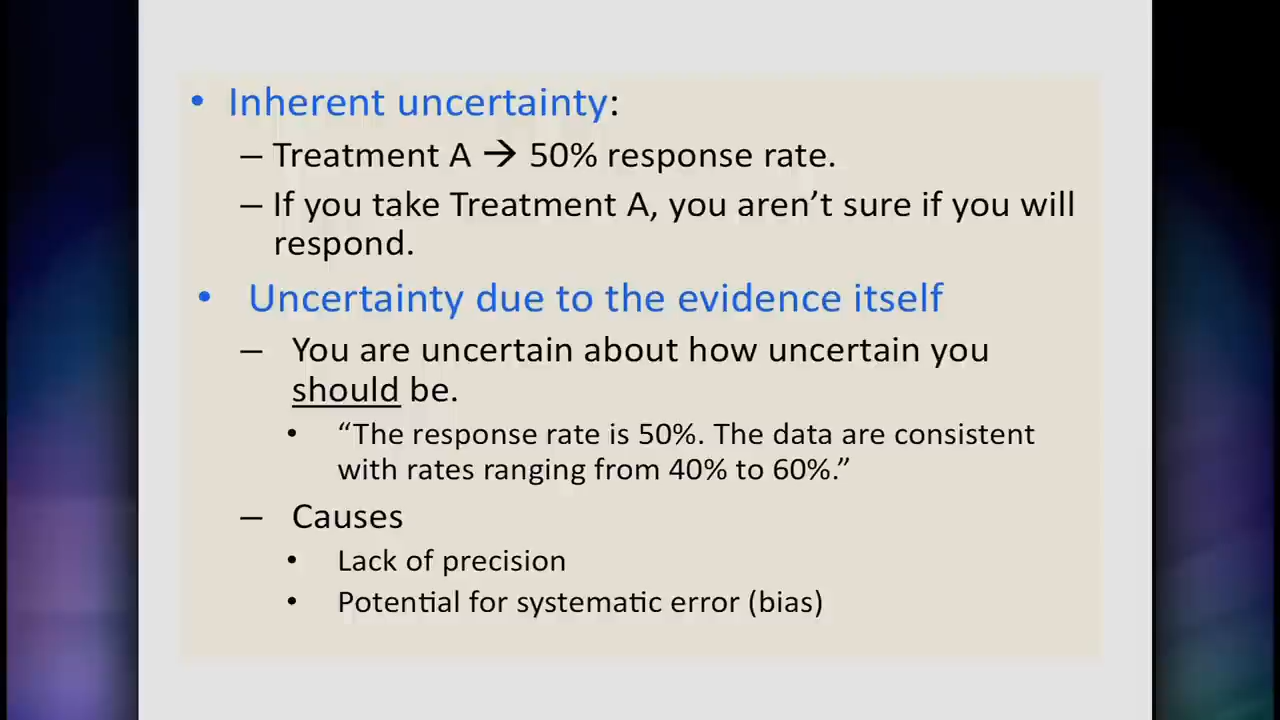 • Inherent uncertainty:
– Treatment A → 50% response rate.
– If you take Treatment A, you aren’t sure if you will
respond.
• Uncertainty due to the evidence itself
– You are uncertain about how uncertain you
should be.
• “The response rate is 50%. The data are consistent
with rates ranging from 40% to 60%.”
– Causes
• Lack of precision
• Potential for systematic error (bias)